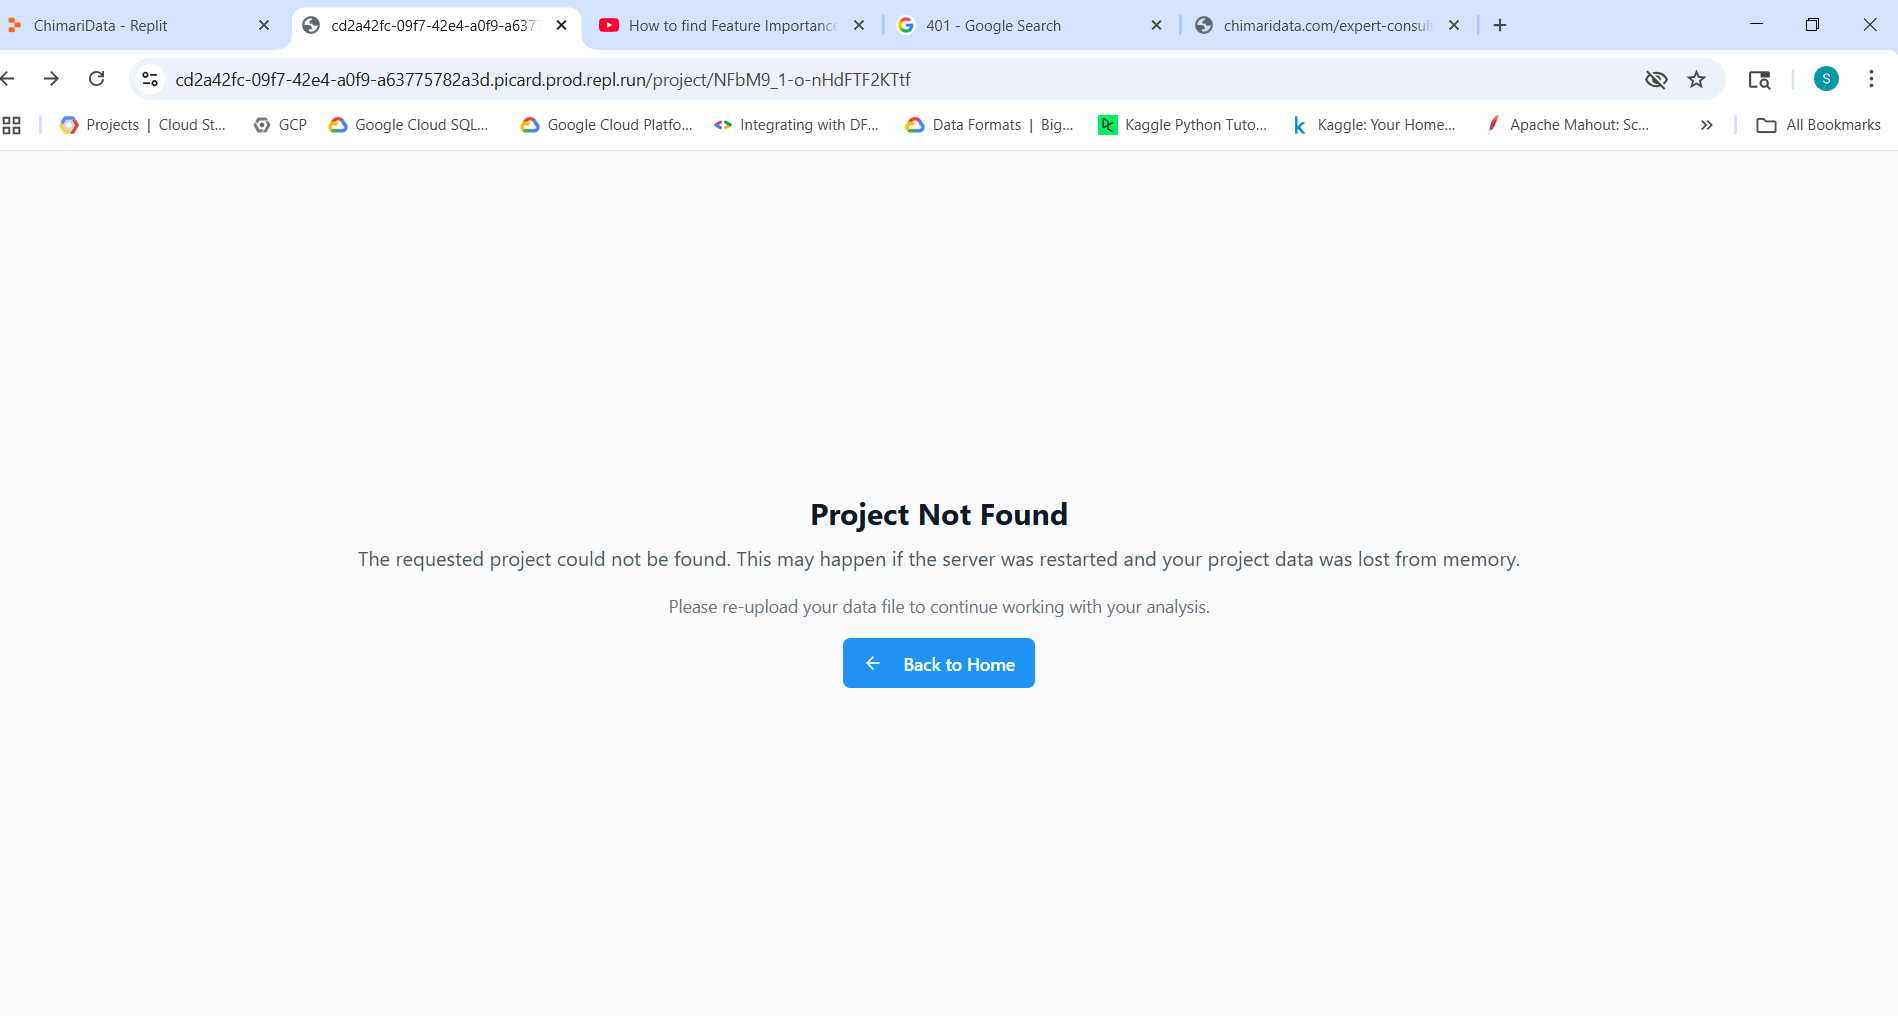 ChimariData - Replit
cd2a42fc-09f7-42e4-a0f9-a637
How to find Feature Importance
401 - Google Search
chimaridata.com/expert-consul
cd2a42fc-09f7-42e4-a0f9-a63775782a3d.picard.prod.repl.run/project/NFbM9_1-o-nHdFTF2KTtf
S
Projects | Cloud St...
GCP
Google Cloud SQL...
Google Cloud Platfo...
Integrating with DF...
Data Formats | Big...
Kaggle Python Tuto...
Kaggle: Your Home...
Apache Mahout: Sc...
All Bookmarks
Project Not Found
The requested project could not be found. This may happen if the server was restarted and your project data was lost from memory.
Please re-upload your data file to continue working with your analysis.
Back to Home